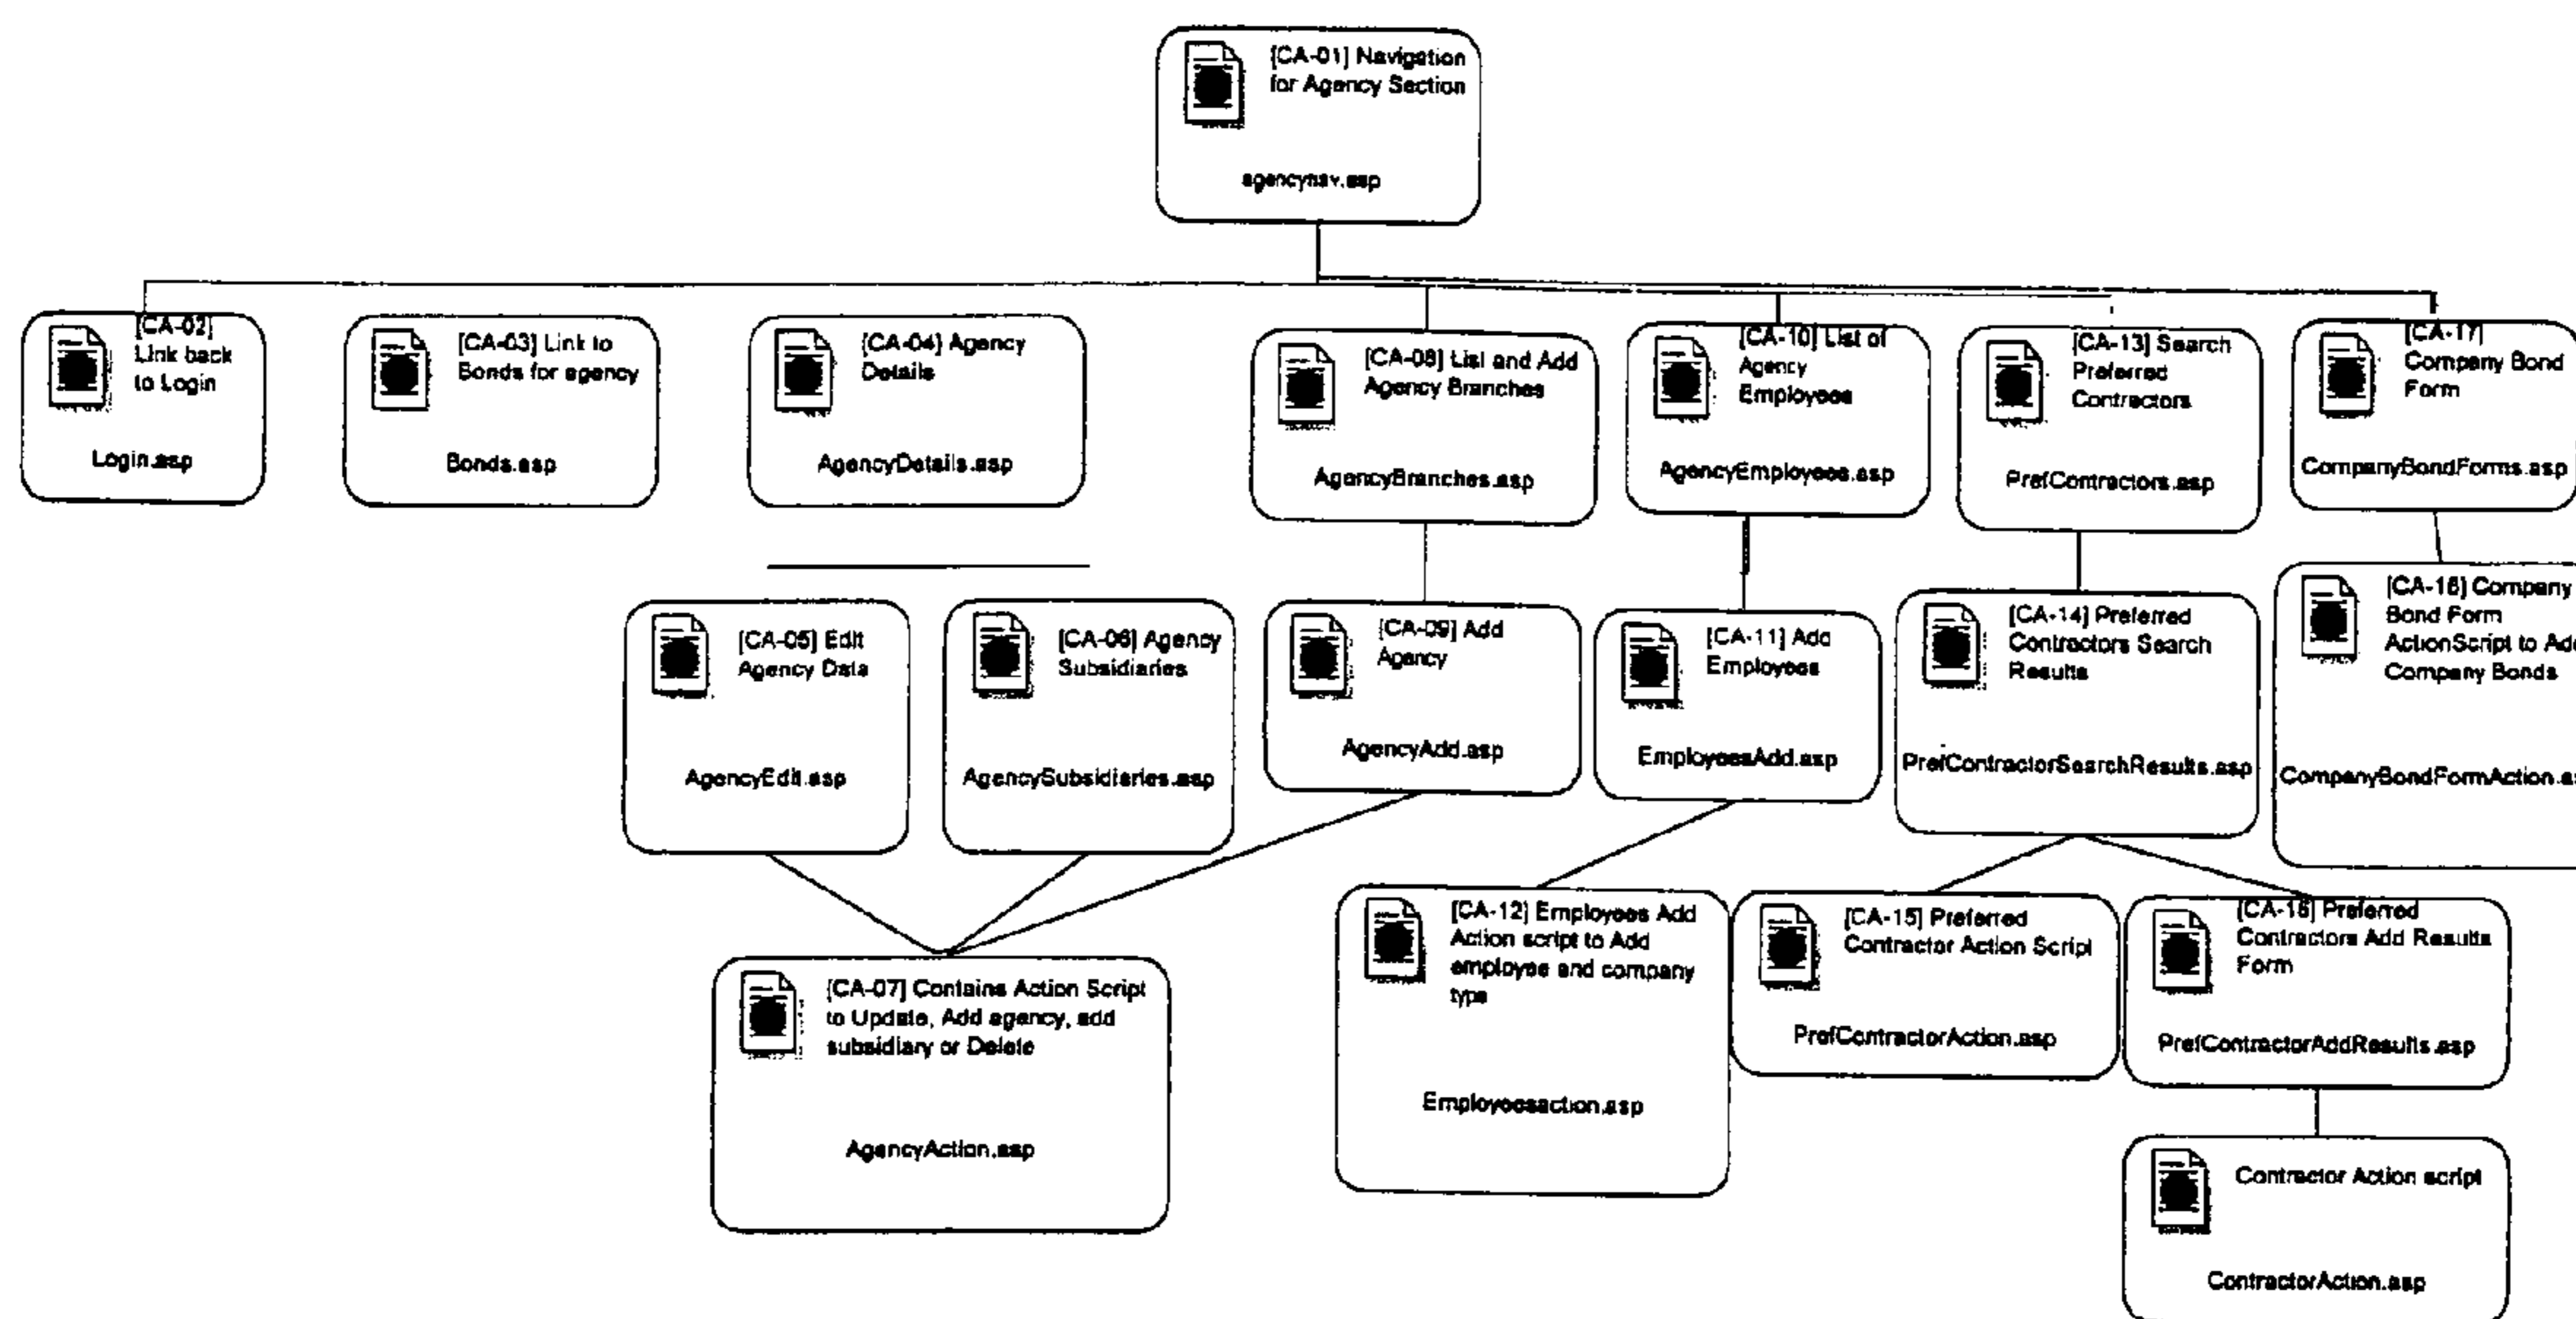 [CA-01] Navigation
for Agency Section
agencynav.asp
[CA-02]
Link back
to Login
Login.asp
[CA-03] Link to
Bonds for agency
Bonds.asp
[CA-04] Agency
Details
AgencyDetails.asp
[CA-08] List and Add
Agency Branches
AgencyBranches.asp
[CA-10] List of
Agency
Employees
AgencyEmployees.asp
[CA-13] Search
Preferred
Contractors
PrefContractors.asp
[CA-17]
Company Bond
Form
CompanyBondForms.asp
[CA-05] Edit
Agency Data
AgencyEdit.asp
[CA-06] Agency
Subsidiaries
AgencySubsidiaries.asp
[CA-09] Add
Agency
AgencyAdd.asp
[CA-11] Add
Employees
EmployeesAdd.asp
[CA-14] Preferred
Contractors Search
Results
PrefContractorSearchResults.asp
Company
Bond Form
ActionScript to Ad
Company Bonds
CompanyBondFormAction.a
[CA-07] Contains Action Script
to Update, Add agency, add
subsidiary or Delete
AgencyAction.asp
[CA-12] Employees Add
Action script to Add
employee and company
type
Employeesaction.asp
[CA-15] Preferred
Contractor Action Script
PrefContractorAction.asp
[CA-16] Preferred
Contractors Add Results
Form
PrefContractorAddResults.asp
Contractor Action script
ContractorAction.asp